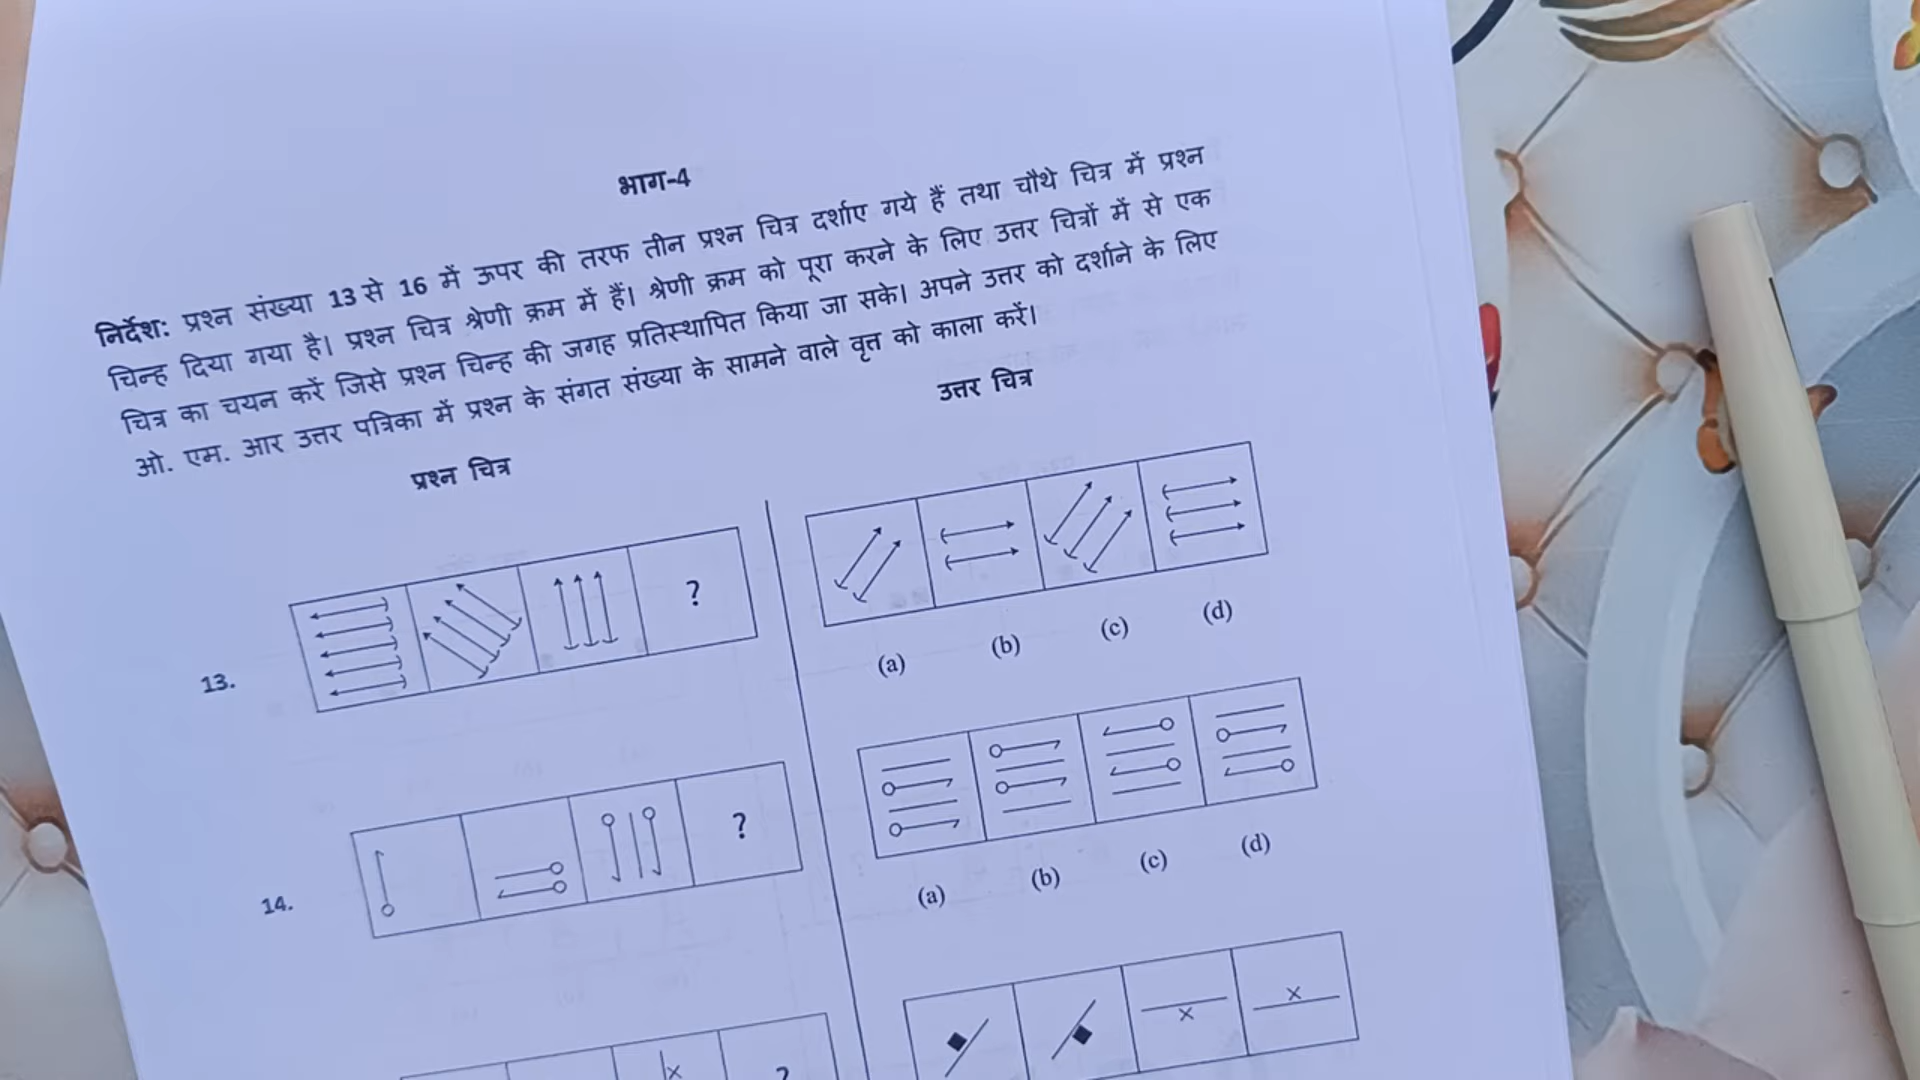 भाग-4
निर्देश: प्रश्न संख्या 13 से 16 में ऊपर की तरफ तीन प्रश्न चित्र दर्शाए गये हैं तथा चौथे चित्र में प्रश्न
चिन्ह दिया गया है। प्रश्न चित्र श्रेणी क्रम में हैं। श्रेणी क्रम को पूरा करने के लिए उत्तर चित्रों में से एक
चित्र का चयन करें जिसे प्रश्न चिन्ह की जगह प्रतिस्थापित किया जा सके। अपने उत्तर को दर्शाने के लिए
ओ. एम. आर उत्तर पत्रिका में प्रश्न के संगत संख्या के सामने वाले वृत्त को काला करें।
प्रश्न चित्र
उत्तर चित्र
13.
?
(a) (b) (c) (d)
14.
?
(a) (b) (c) (d)
x ?
x x